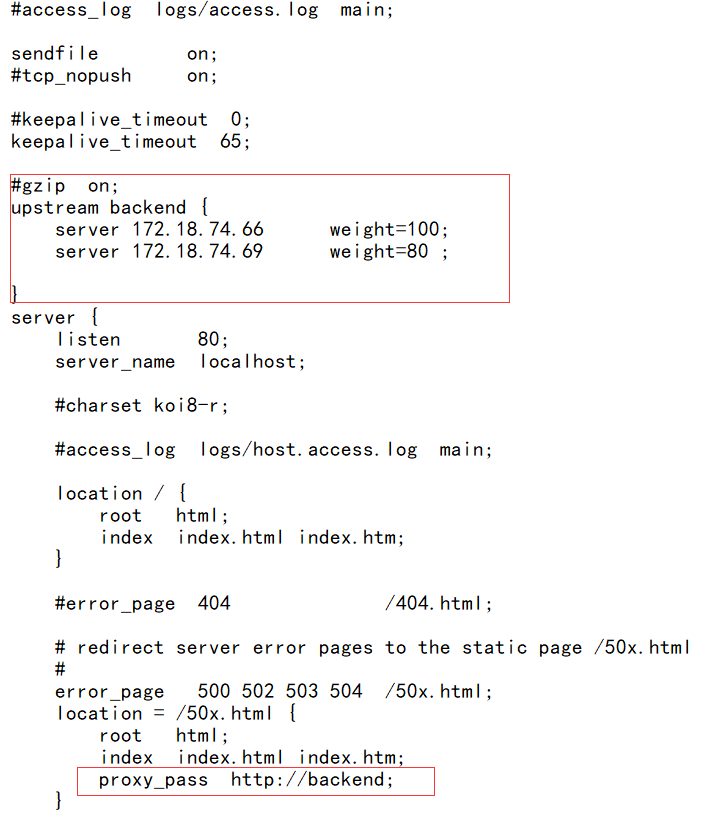 #access_log  logs/access.log  main;
sendfile        on;
#tcp_nopush     on;
#keepalive_timeout  0;
keepalive_timeout  65;
#gzip  on;
upstream backend {
    server 172.18.74.66      weight=100;
    server 172.18.74.69      weight=80 ;
}
server {
    listen       80;
    server_name  localhost;
    #charset koi8-r;
    #access_log  logs/host.access.log  main;
    location / {
        root   html;
        index  index.html index.htm;
    }
    #error_page  404              /404.html;
    # redirect server error pages to the static page /50x.html
    #
    error_page   500 502 503 504  /50x.html;
    location = /50x.html {
        root   html;
        index  index.html index.htm;
        proxy_pass  http://backend;
    }